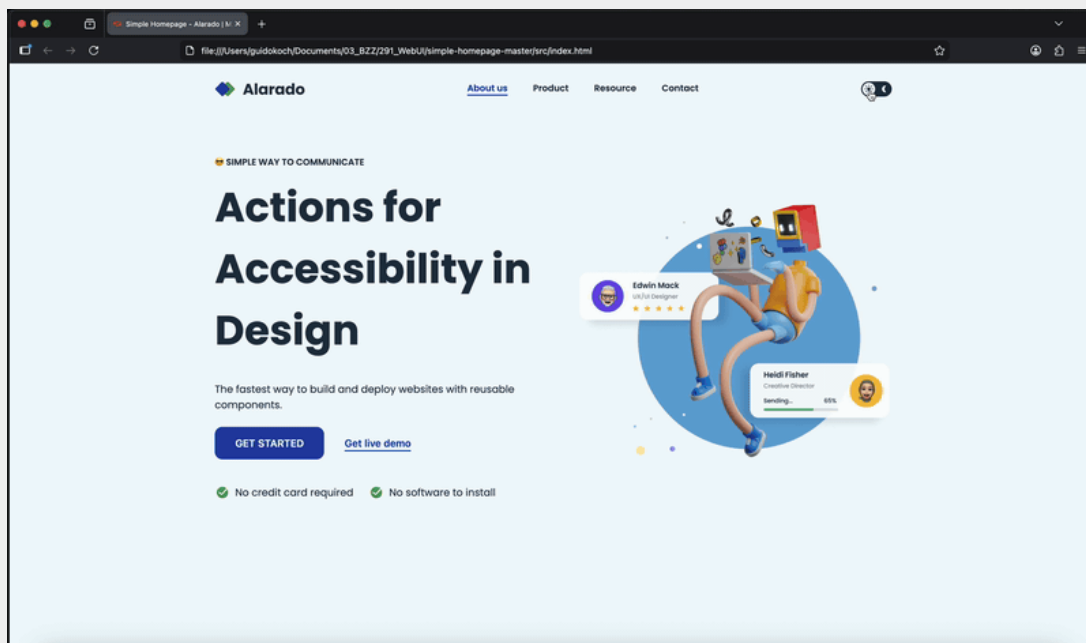 Simple Homepage - Alarado | M
file:///Users/guidokoch/Documents/03_BZZ/291_WebUI/simple-homepage-master/src/index.html
Alarado
About us
Product
Resource
Contact
SIMPLE WAY TO COMMUNICATE
Actions for
Accessibility in
Design
The fastest way to build and deploy websites with reusable
components.
GET STARTED
Get live demo
No credit card required
No software to install
Edwin Mack
UX/UI Designer
Heidi Fisher
Creative Director
Sending...
65%